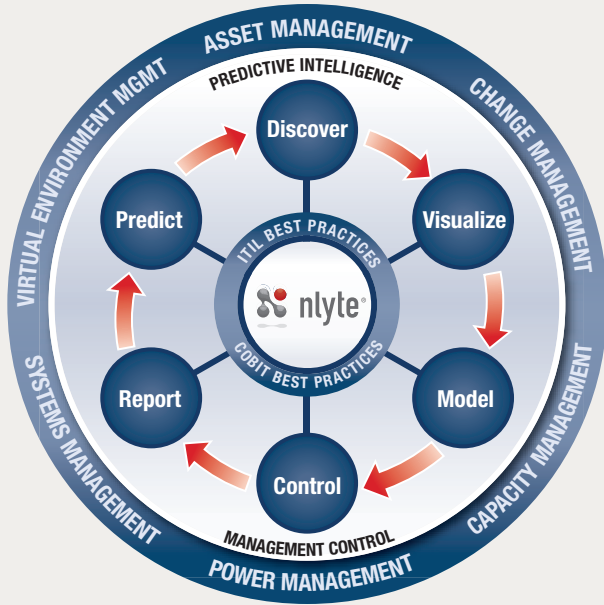 ASSET MANAGEMENT
CHANGE MANAGEMENT
CAPACITY MANAGEMENT
POWER MANAGEMENT
SYSTEMS MANAGEMENT
VIRTUAL ENVIRONMENT MGMT
PREDICTIVE INTELLIGENCE
Discover
Visualize
Model
Control
Report
Predict
ITIL BEST PRACTICES
nlyte®
COBIT BEST PRACTICES
MANAGEMENT CONTROL